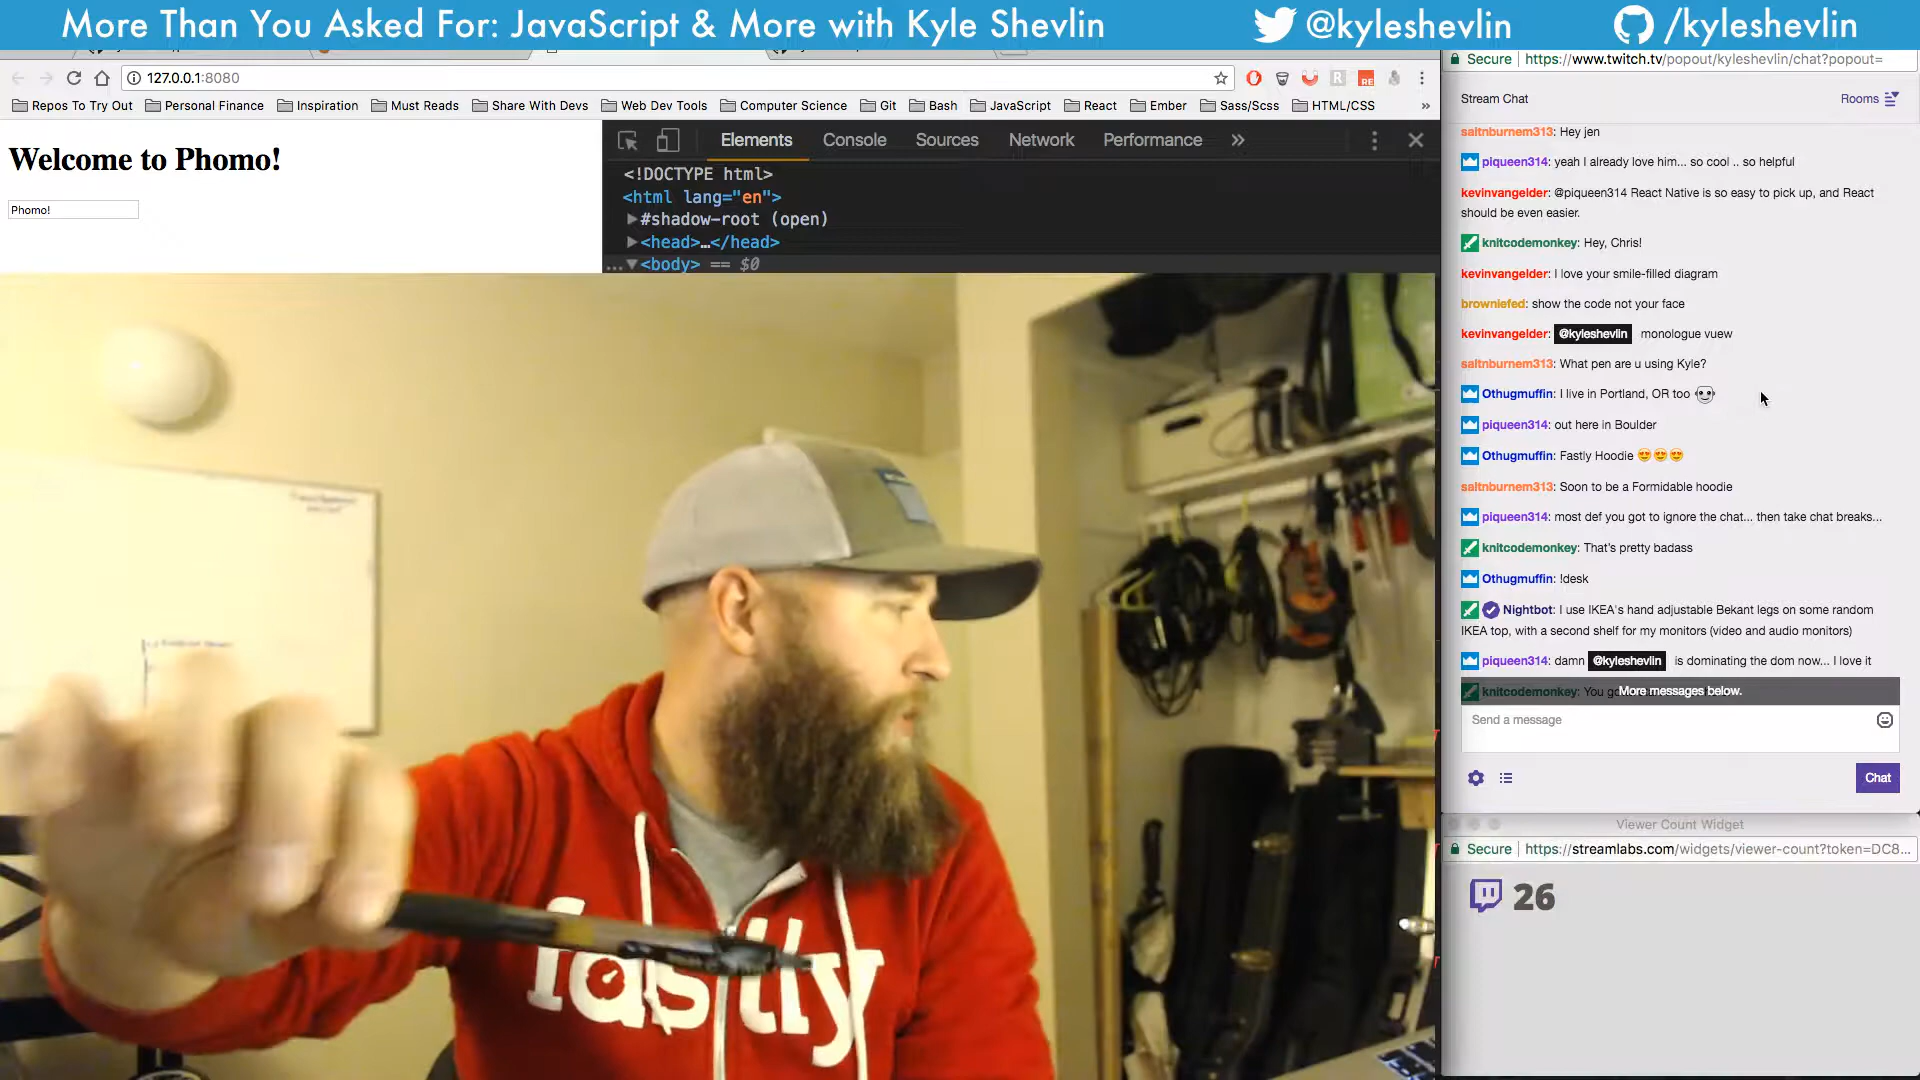 More Than You Asked For: JavaScript & More with Kyle Shevlin
@kyleshevlin
/kyleshevlin
127.0.0.1:8080
Repos To Try Out
Personal Finance
Inspiration
Must Reads
Share With Devs
Web Dev Tools
Computer Science
Git
Bash
JavaScript
React
Ember
Sass/Scss
HTML/CSS
»
Welcome to Phomo!
Phomo!
Elements
Console
Sources
Network
Performance
»
<!DOCTYPE html>
<html lang="en">
#shadow-root (open)
<head>…</head>
...
<body> == $0
fastly
Secure
https://www.twitch.tv/popout/kyleshevlin/chat?popout=
Stream Chat
Rooms
saltnburnem313: Hey jen
piqueen314: yeah I already love him... so cool .. so helpful
kevinvangelder: @piqueen314 React Native is so easy to pick up, and React
should be even easier.
knitcodemonkey: Hey, Chris!
kevinvangelder: I love your smile-filled diagram
browniefed: show the code not your face
kevinvangelder: @kyleshevlin monologue vuew
saltnburnem313: What pen are u using Kyle?
Othugmuffin: I live in Portland, OR too
piqueen314: out here in Boulder
Othugmuffin: Fastly Hoodie 😍😍😍
saltnburnem313: Soon to be a Formidable hoodie
piqueen314: most def you got to ignore the chat... then take chat breaks...
knitcodemonkey: That's pretty badass
Othugmuffin: !desk
Nightbot: I use IKEA's hand adjustable Bekant legs on some random
IKEA top, with a second shelf for my monitors (video and audio monitors)
piqueen314: damn @kyleshevlin is dominating the dom now... I love it
knitcodemonkey: You
More messages below.
Send a message
Chat
Viewer Count Widget
Secure
https://streamlabs.com/widgets/viewer-count?token=DC8...
26